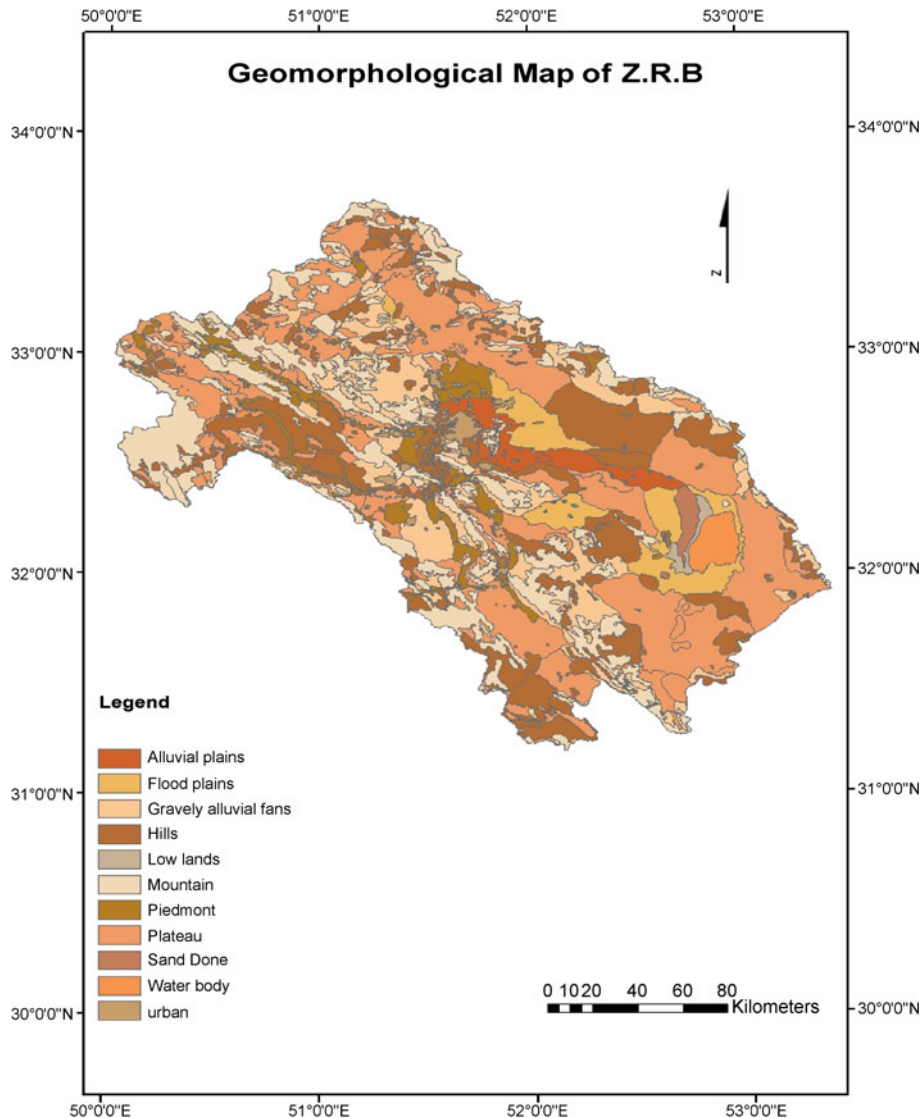 50°0'0"E 51°0'0"E 52°0'0"E 53°0'0"E
Geomorphological Map of Z.R.B
34°0'0"N 34°0'0"N
N
33°0'0"N 33°0'0"N
32°0'0"N 32°0'0"N
Legend
Alluvial plains
Flood plains
31°0'0"N 31°0'0"N
Gravely alluvial fans
Hills
Low lands
Mountain
Piedmont
Plateau
Sand Done
Water body
0 10 20 40 60 80
Kilometers
30°0'0"N urban 30°0'0"N
50°0'0"E 51°0'0"E 52°0'0"E 53°0'0"E